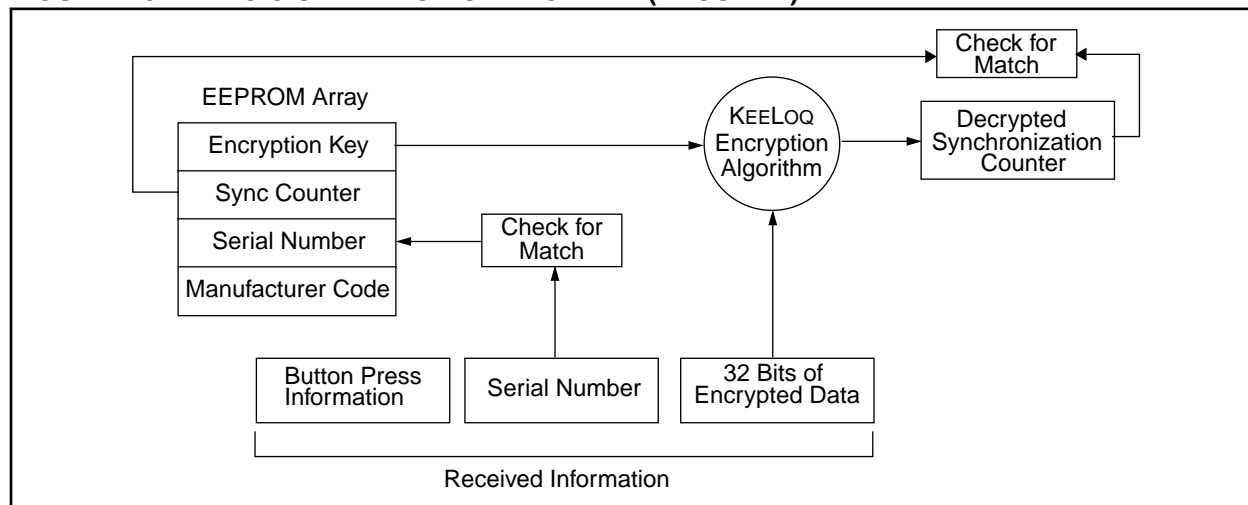 Check for
Match
EEPROM Array
KEELOQ
Encryption
Algorithm
Decrypted
Synchronization
Counter
Encryption Key
Sync Counter
Serial Number
Manufacturer Code
Check for
Match
Button Press
Information
Serial Number
32 Bits of
Encrypted Data
Received Information